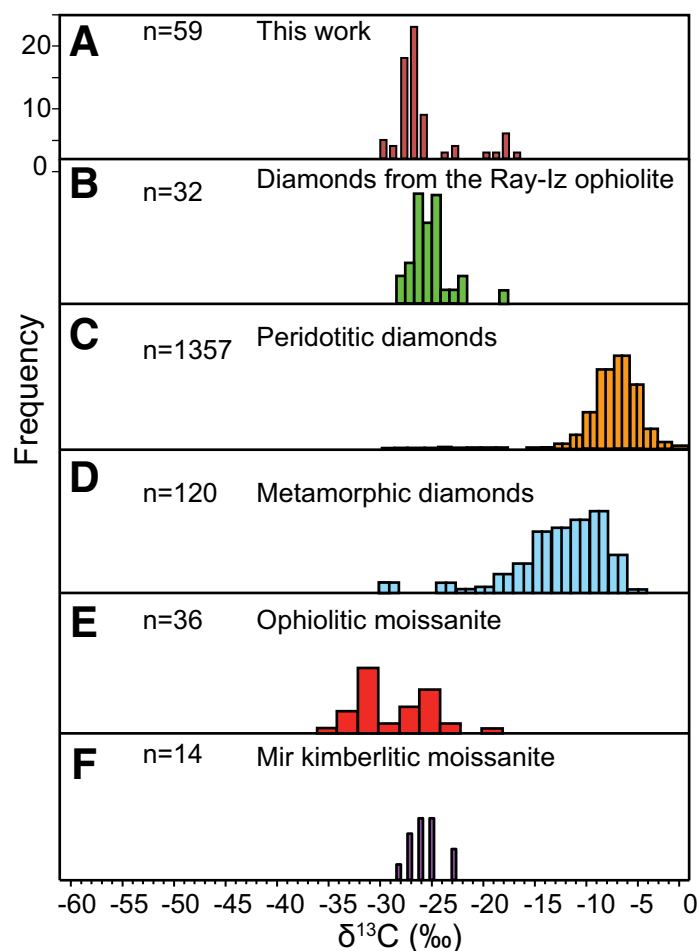 A n=59 This work
20
10
0
B n=32 Diamonds from the Ray-Iz ophiolite
C n=1357 Peridotitic diamonds
Frequency
D n=120 Metamorphic diamonds
E n=36 Ophiolitic moissanite
F n=14 Mir kimberlitic moissanite
-60 -55 -50 -45 -40 -35 -30 -25 -20 -15 -10 -5 0
δ¹³C (‰)